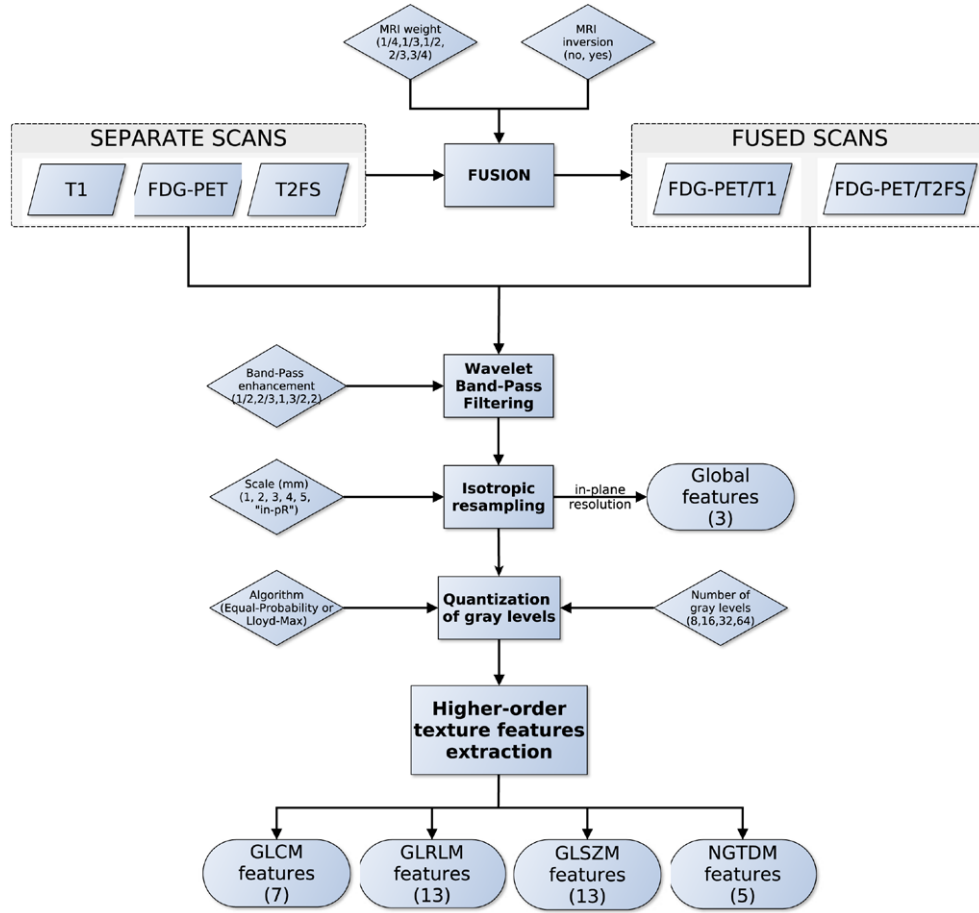 MRI weight
(1/4,1/3,1/2,
2/3,3/4)
MRI
inversion
(no, yes)
SEPARATE SCANS
T1
FDG-PET
T2FS
FUSION
FUSED SCANS
FDG-PET/T1
FDG-PET/T2FS
Band-Pass
enhancement
(1/2,2/3,1,3/2,2)
Wavelet
Band-Pass
Filtering
Scale (mm)
(1, 2, 3, 4, 5,
"in-pR")
Isotropic
resampling
in-plane
resolution
Global
features
(3)
Algorithm
(Equal-Probability or
Lloyd-Max)
Quantization
of gray levels
Number of
gray levels
(8,16,32,64)
Higher-order
texture features
extraction
GLCM
features
(7)
GLRLM
features
(13)
GLSZM
features
(13)
NGTDM
features
(5)